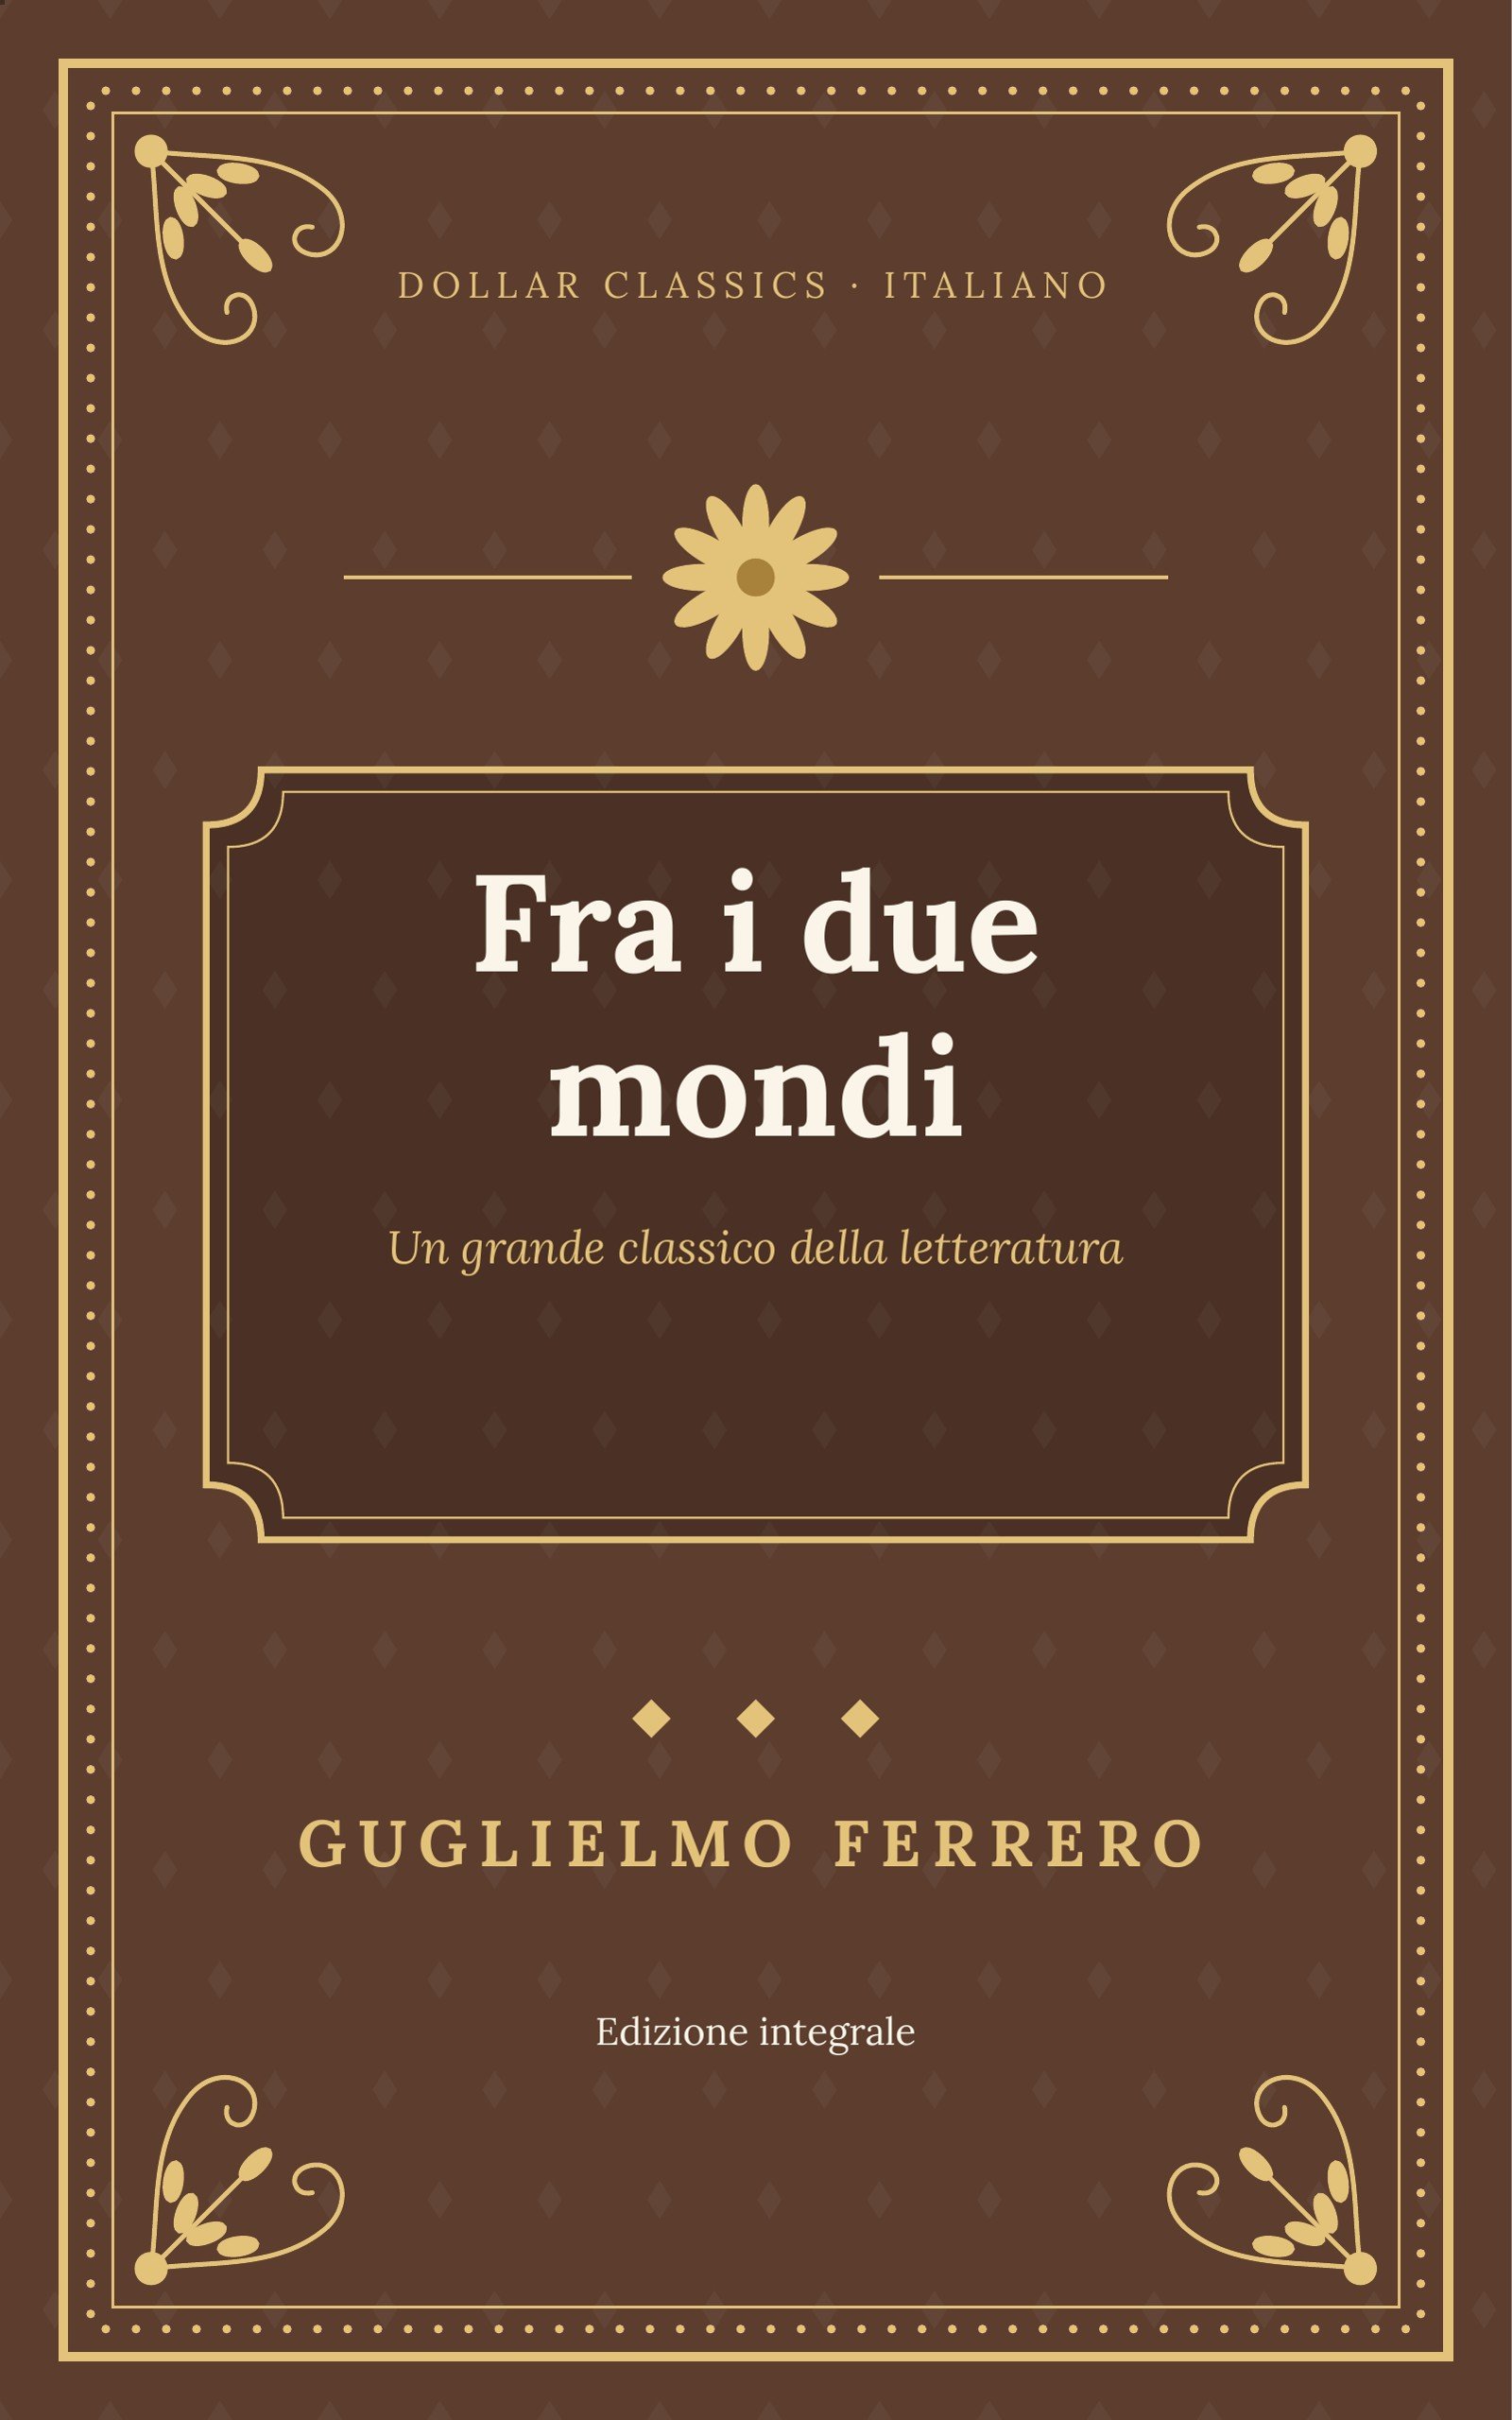 DOLLAR CLASSICS · ITALIANO
Fra i due
mondi
Un grande classico della letteratura
GUGLIELMO FERRERO
Edizione integrale